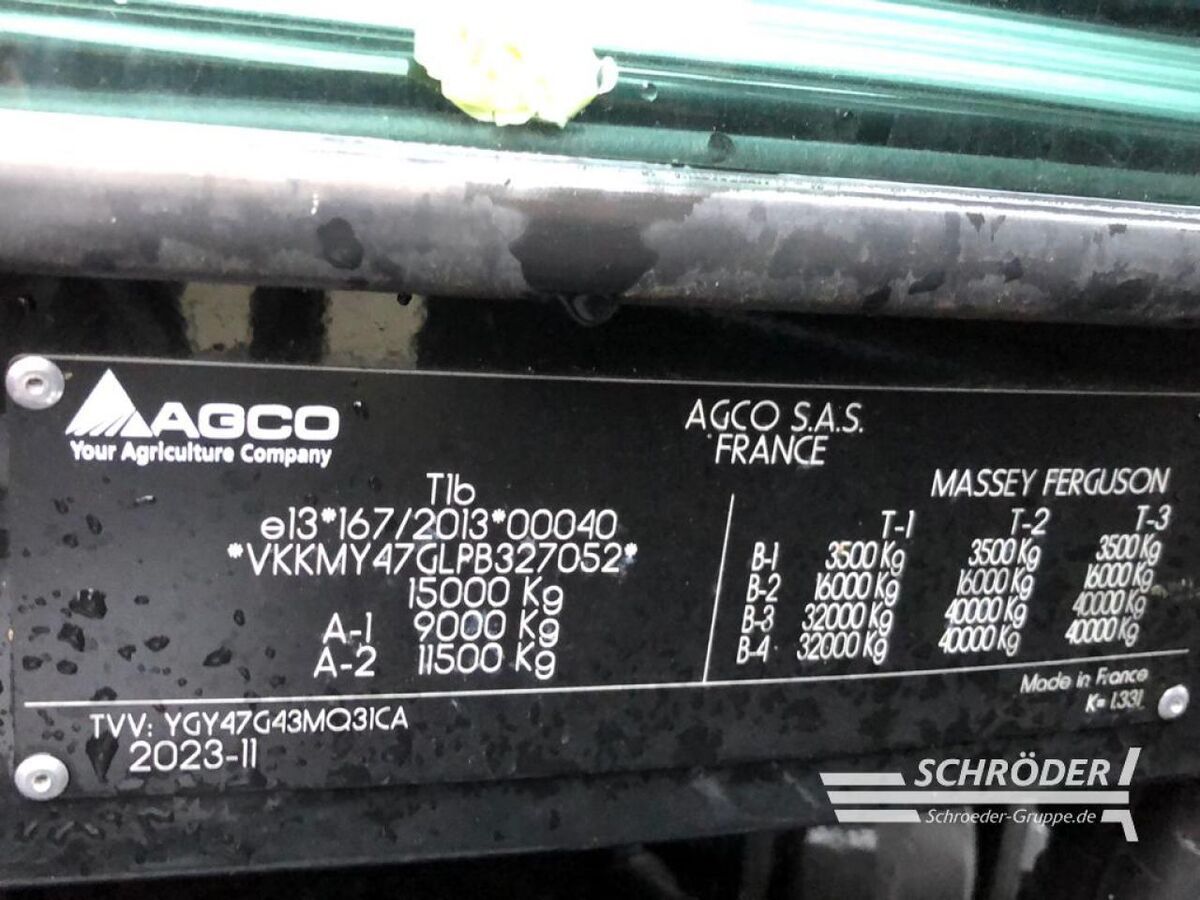 AGCO
Your Agriculture Company
AGCO S.A.S.
FRANCE
T1b
e13*167/2013*00040
*VKKMY47GLPB327052*
15000 Kg
A-1 9000 Kg
A-2 11500 Kg
MASSEY FERGUSON
T-1 T-2 T-3
B-1 3500 Kg 3500 Kg 3500 Kg
B-2 16000 Kg 16000 Kg 16000 Kg
B-3 32000 Kg 40000 Kg 40000 Kg
B-4 32000 Kg 40000 Kg 40000 Kg
Made in France
K= 1.331
TVV: YGY47G43MQ31CA
2023-11
SCHRÖDER
Schroeder-Gruppe.de